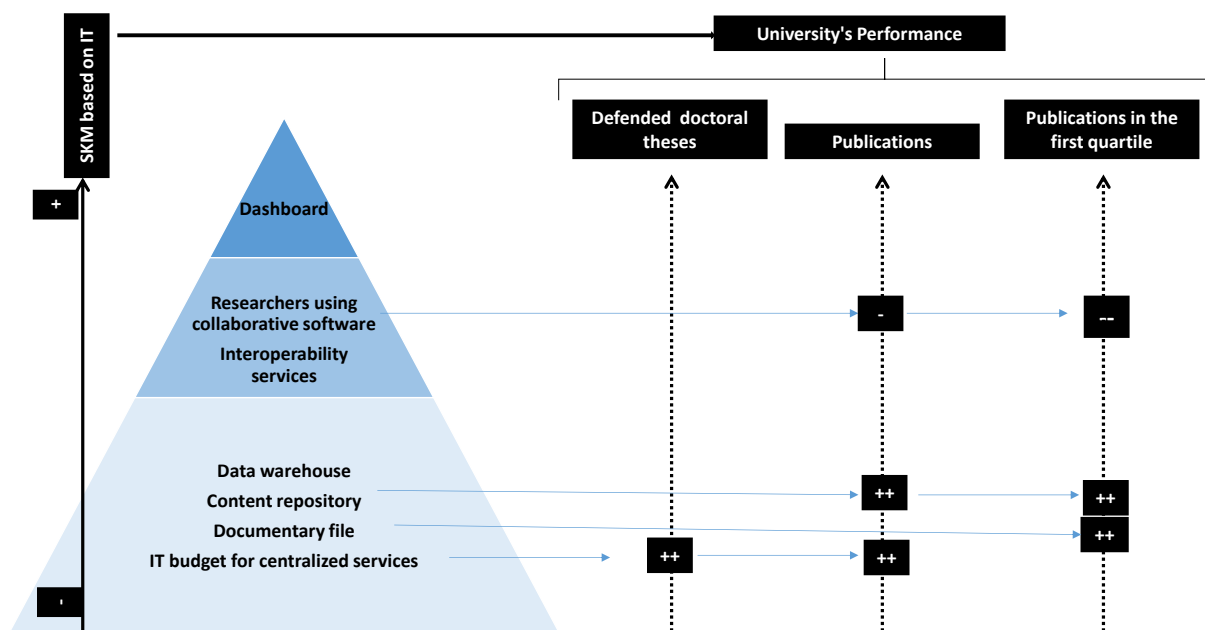 SKM based on IT
University's Performance
Defended doctoral
theses
Publications
Publications in the
first quartile
+
Dashboard
Researchers using
collaborative software
-
--
Interoperability
services
Data warehouse
Content repository
++
++
Documentary file
++
IT budget for centralized services
++
++
-